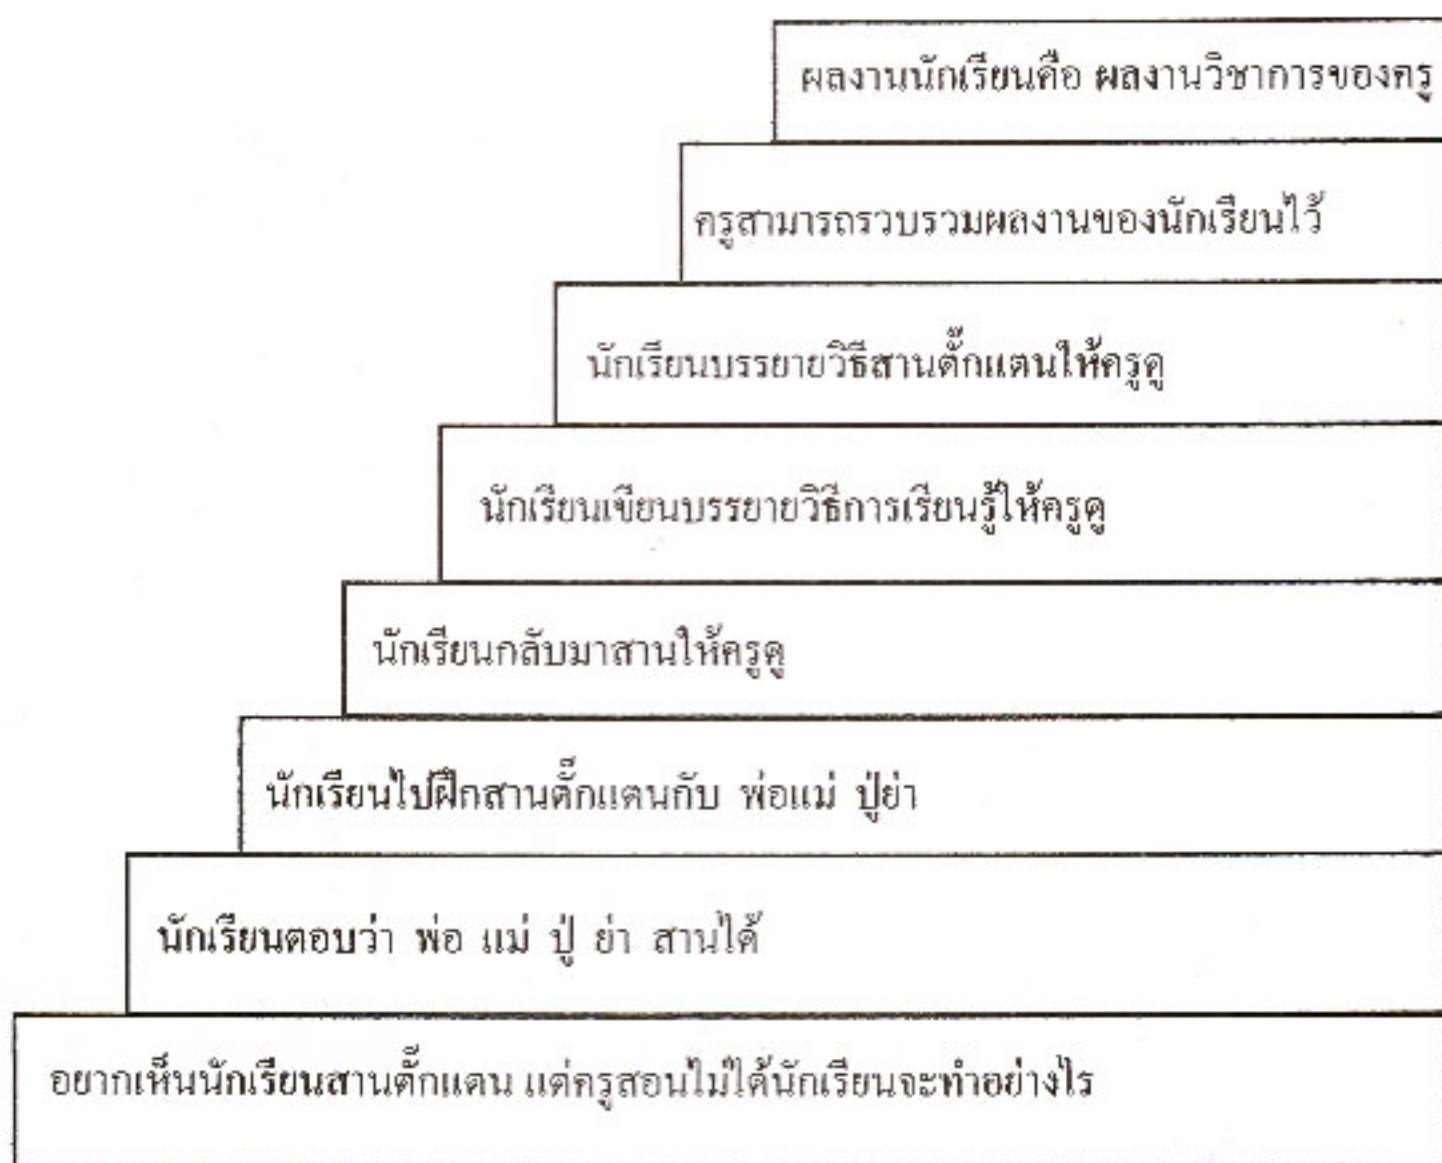 ผลงานนักเรียนคือ ผลงานวิชาการของครู
ครูสามารถรวบรวมผลงานของนักเรียนไว้
นักเรียนบรรยายวิธีสานตั๊กแตนให้ครูดู
นักเรียนเขียนบรรยายวิธีการเรียนรู้ให้ครูดู
นักเรียนกลับมาสานให้ครูดู
นักเรียนไปฝึกสานตั๊กแตนกับ พ่อแม่ ปู่ย่า
นักเรียนตอบว่า พ่อ แม่ ปู่ ย่า สานได้
อยากเห็นนักเรียนสานตั๊กแตน แต่ครูสอนไม่ได้นักเรียนจะทำอย่างไร